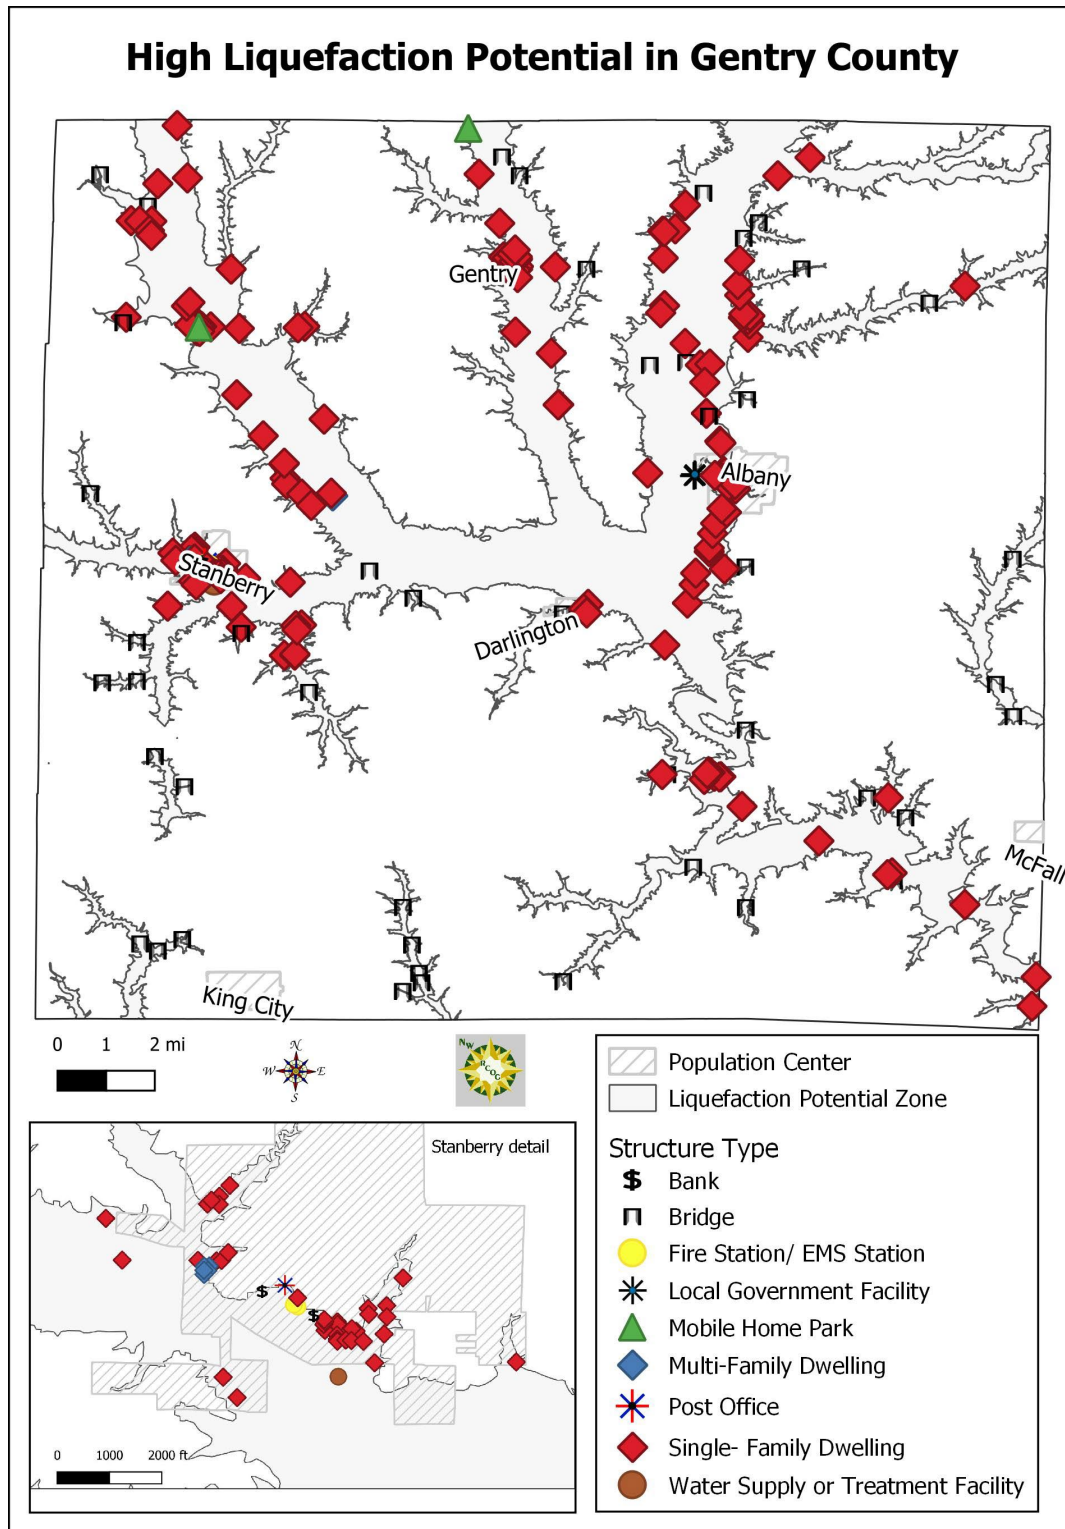 High Liquefaction Potential in Gentry County
Gentry
Albany
Stanberry
Darlington
McFall
King City
0 1 2 mi
N
W E
S
NW
RCOG
Population Center
Liquefaction Potential Zone
Structure Type
$ Bank
Bridge
Fire Station/ EMS Station
Local Government Facility
Mobile Home Park
Multi-Family Dwelling
Post Office
Single- Family Dwelling
Water Supply or Treatment Facility
Stanberry detail
$
$
0 1000 2000 ft